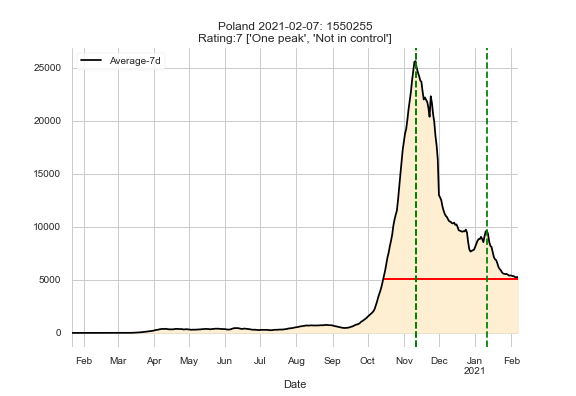 Poland 2021-02-07: 1550255
Rating:7 ['One peak', 'Not in control']
Average-7d
25000
20000
15000
10000
5000
0
Feb Mar Apr May Jun Jul Aug Sep Oct Nov Dec Jan Feb
2021
Date